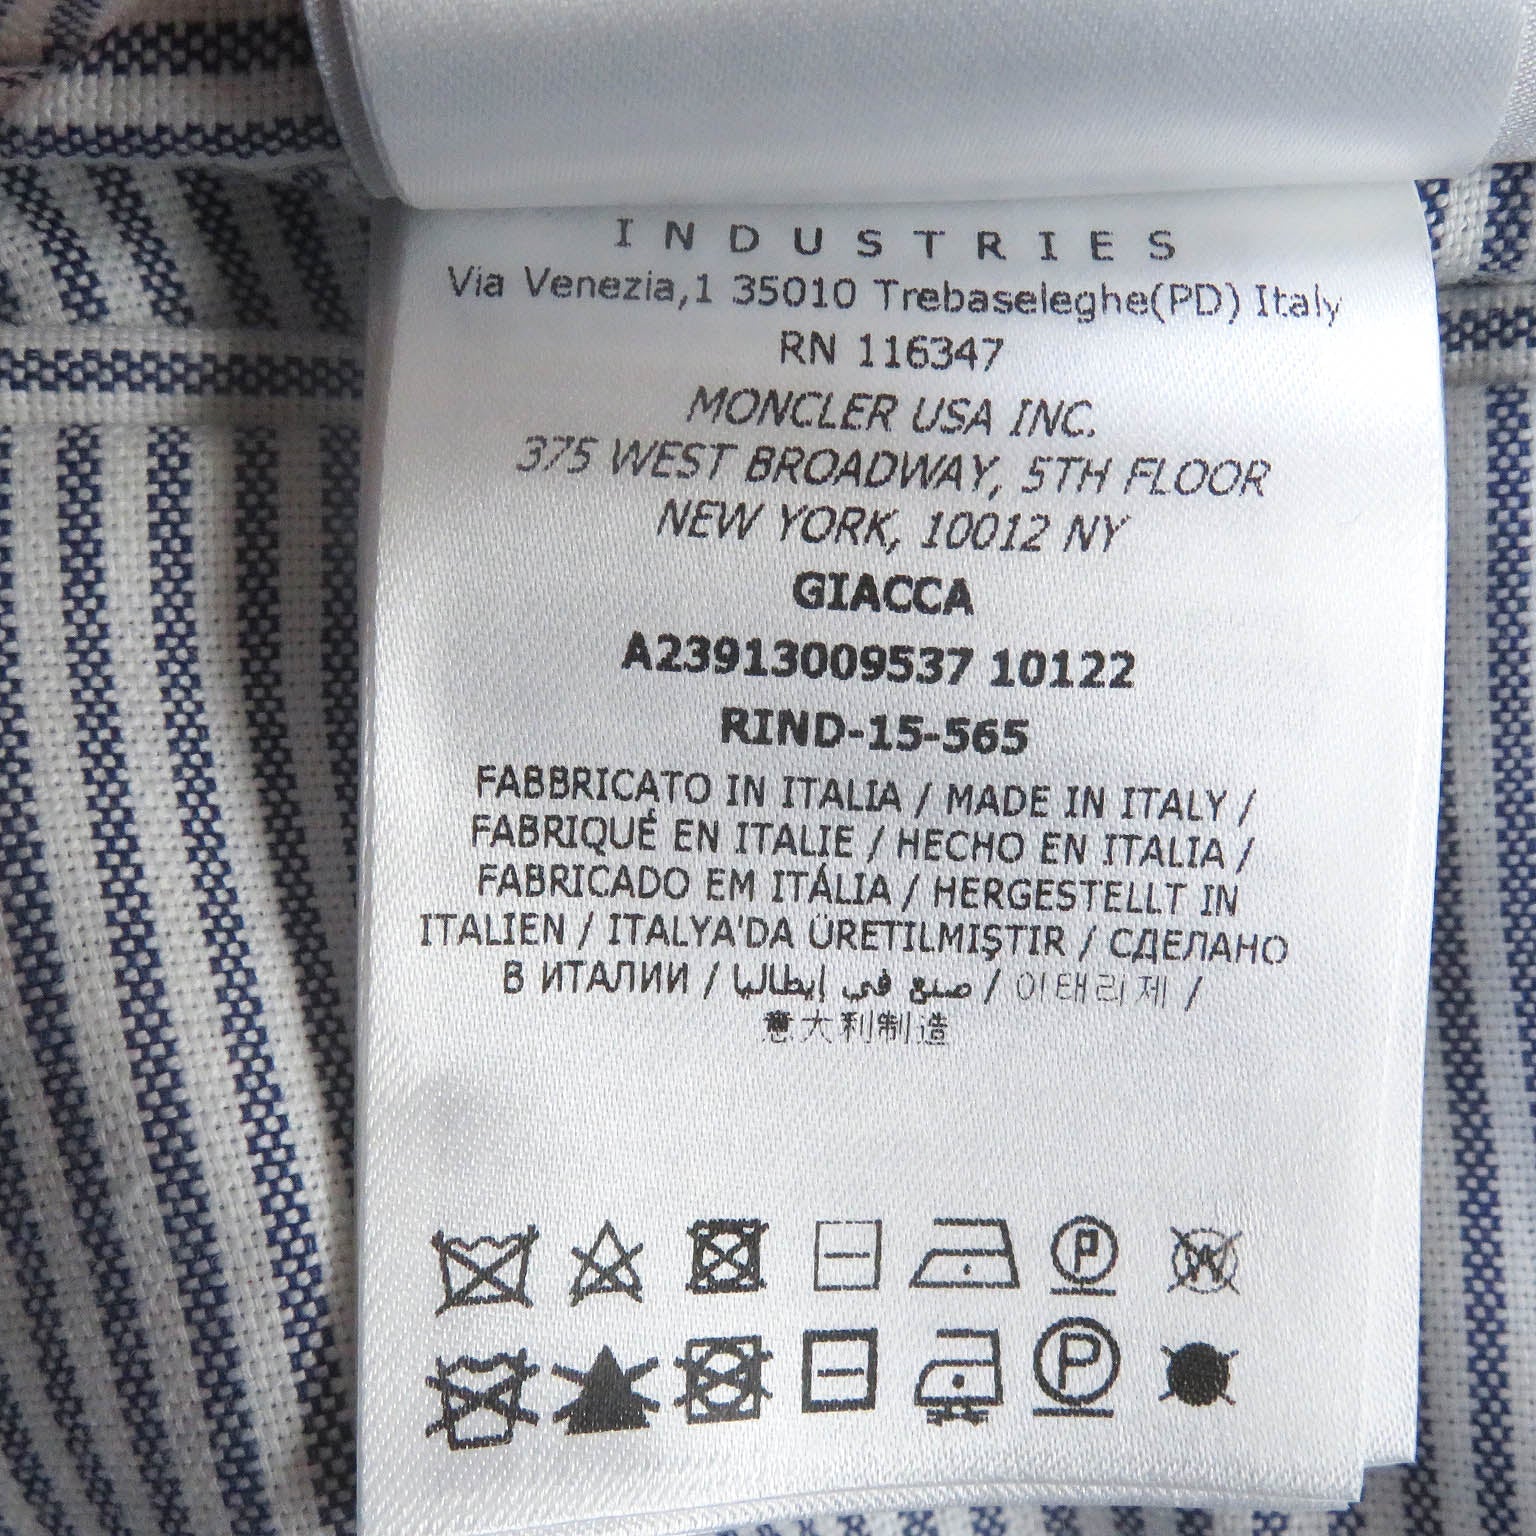 INDUSTRIES
Via Venezia,1 35010 Trebaseleghe(PD) Italy
RN 116347
MONCLER USA INC.
375 WEST BROADWAY, 5TH FLOOR
NEW YORK, 10012 NY
GIACCA
A23913009537 10122
RIND-15-565
FABBRICATO IN ITALIA / MADE IN ITALY /
FABRIQUÉ EN ITALIE / HECHO EN ITALIA /
FABRICADO EM ITÁLIA / HERGESTELLT IN
ITALIEN / ITALYA'DA ÜRETILMIŞTIR / СДЕЛАНО
В ИТАЛИИ / صنع في إيطاليا / 이태리제 /
意大利制造
P W
P